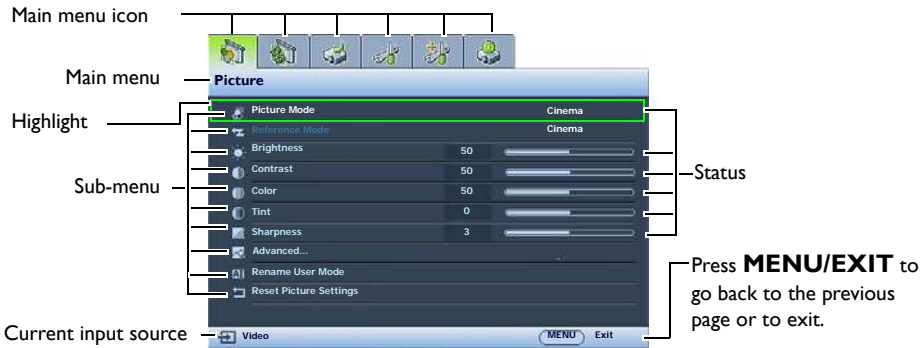 Main menu icon
Main menu
Picture
Highlight
Picture Mode Cinema
Reference Mode Cinema
Brightness 50
Contrast 50
Sub-menu
Status
Color 50
Tint 0
Sharpness 3
Advanced...
Rename User Mode
Reset Picture Settings
Press MENU/EXIT to
go back to the previous
page or to exit.
Current input source
Video
MENU Exit